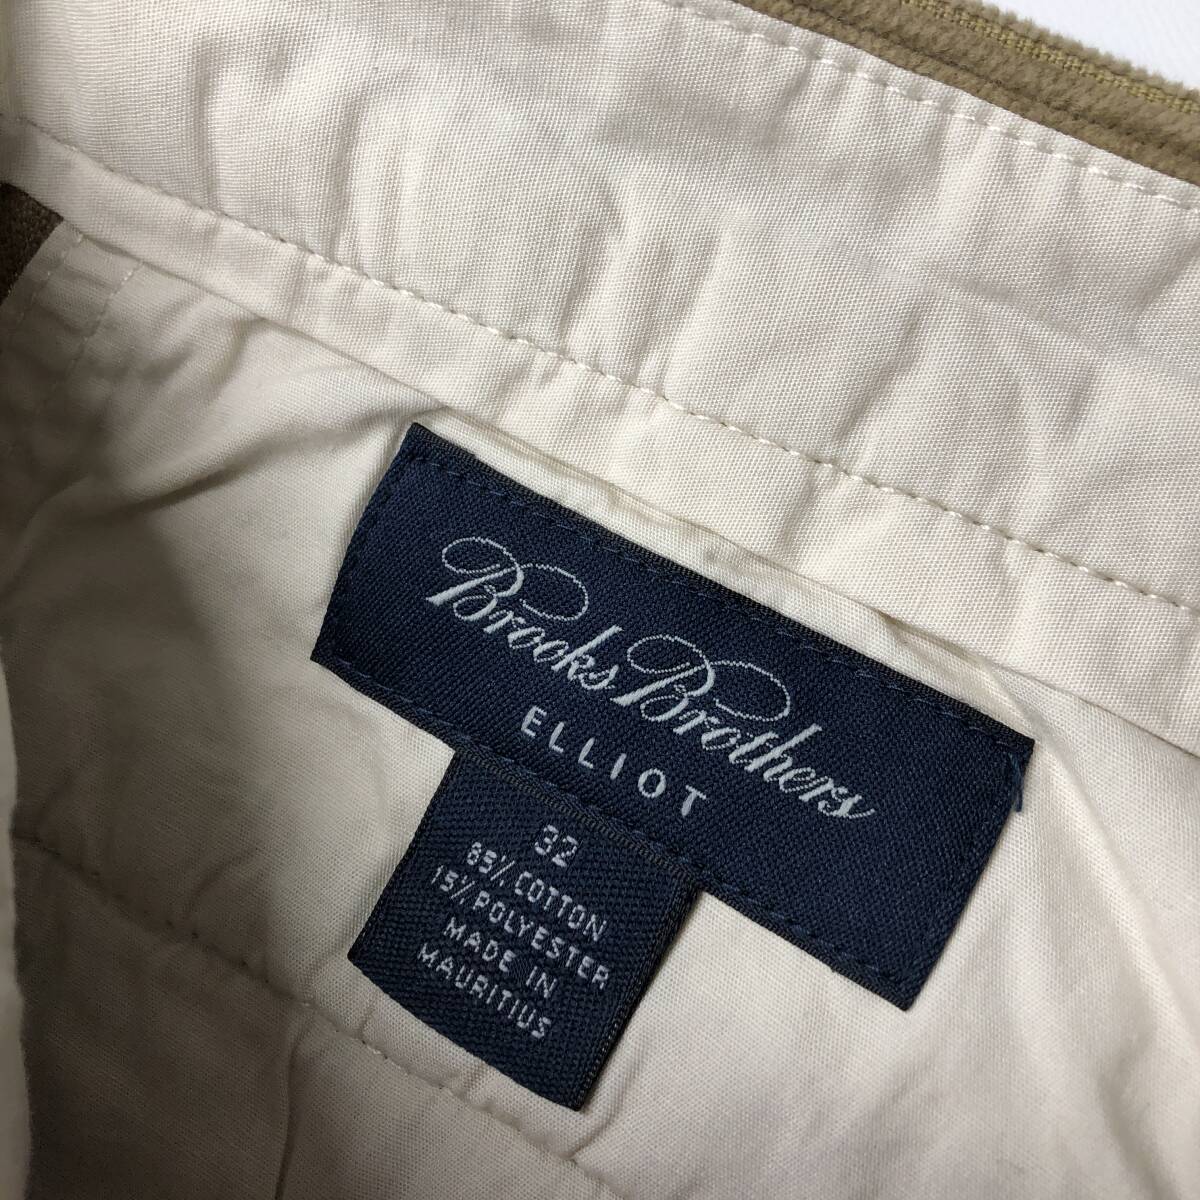 Brooks Brothers
ELLIOT
32
85% COTTON
15% POLYESTER
MADE IN
MAURITIUS